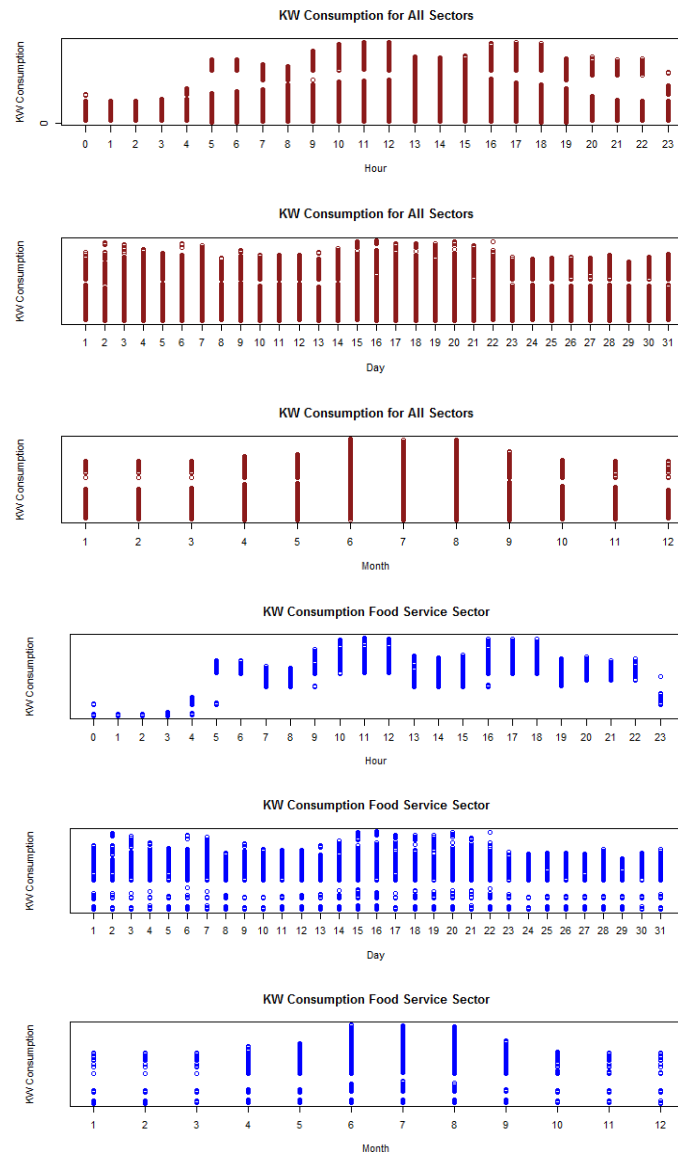 KW Consumption for All Sectors
KW Consumption
0
0 1 2 3 4 5 6 7 8 9 10 11 12 13 14 15 16 17 18 19 20 21 22 23
Hour
KW Consumption for All Sectors
KW Consumption
1 2 3 4 5 6 7 8 9 10 11 12 13 14 15 16 17 18 19 20 21 22 23 24 25 26 27 28 29 30 31
Day
KW Consumption for All Sectors
KW Consumption
1 2 3 4 5 6 7 8 9 10 11 12
Month
KW Consumption Food Service Sector
KW Consumption
0 1 2 3 4 5 6 7 8 9 10 11 12 13 14 15 16 17 18 19 20 21 22 23
Hour
KW Consumption Food Service Sector
KW Consumption
1 2 3 4 5 6 7 8 9 10 11 12 13 14 15 16 17 18 19 20 21 22 23 24 25 26 27 28 29 30 31
Day
KW Consumption Food Service Sector
KW Consumption
1 2 3 4 5 6 7 8 9 10 11 12
Month